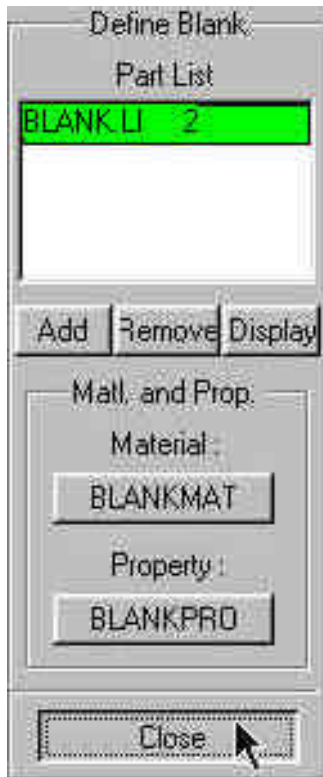 Define Blank
Part List
BLANK.LI 2
Add Remove Display
Matl. and Prop.
Material :
BLANKMAT
Property :
BLANKPRO
Close